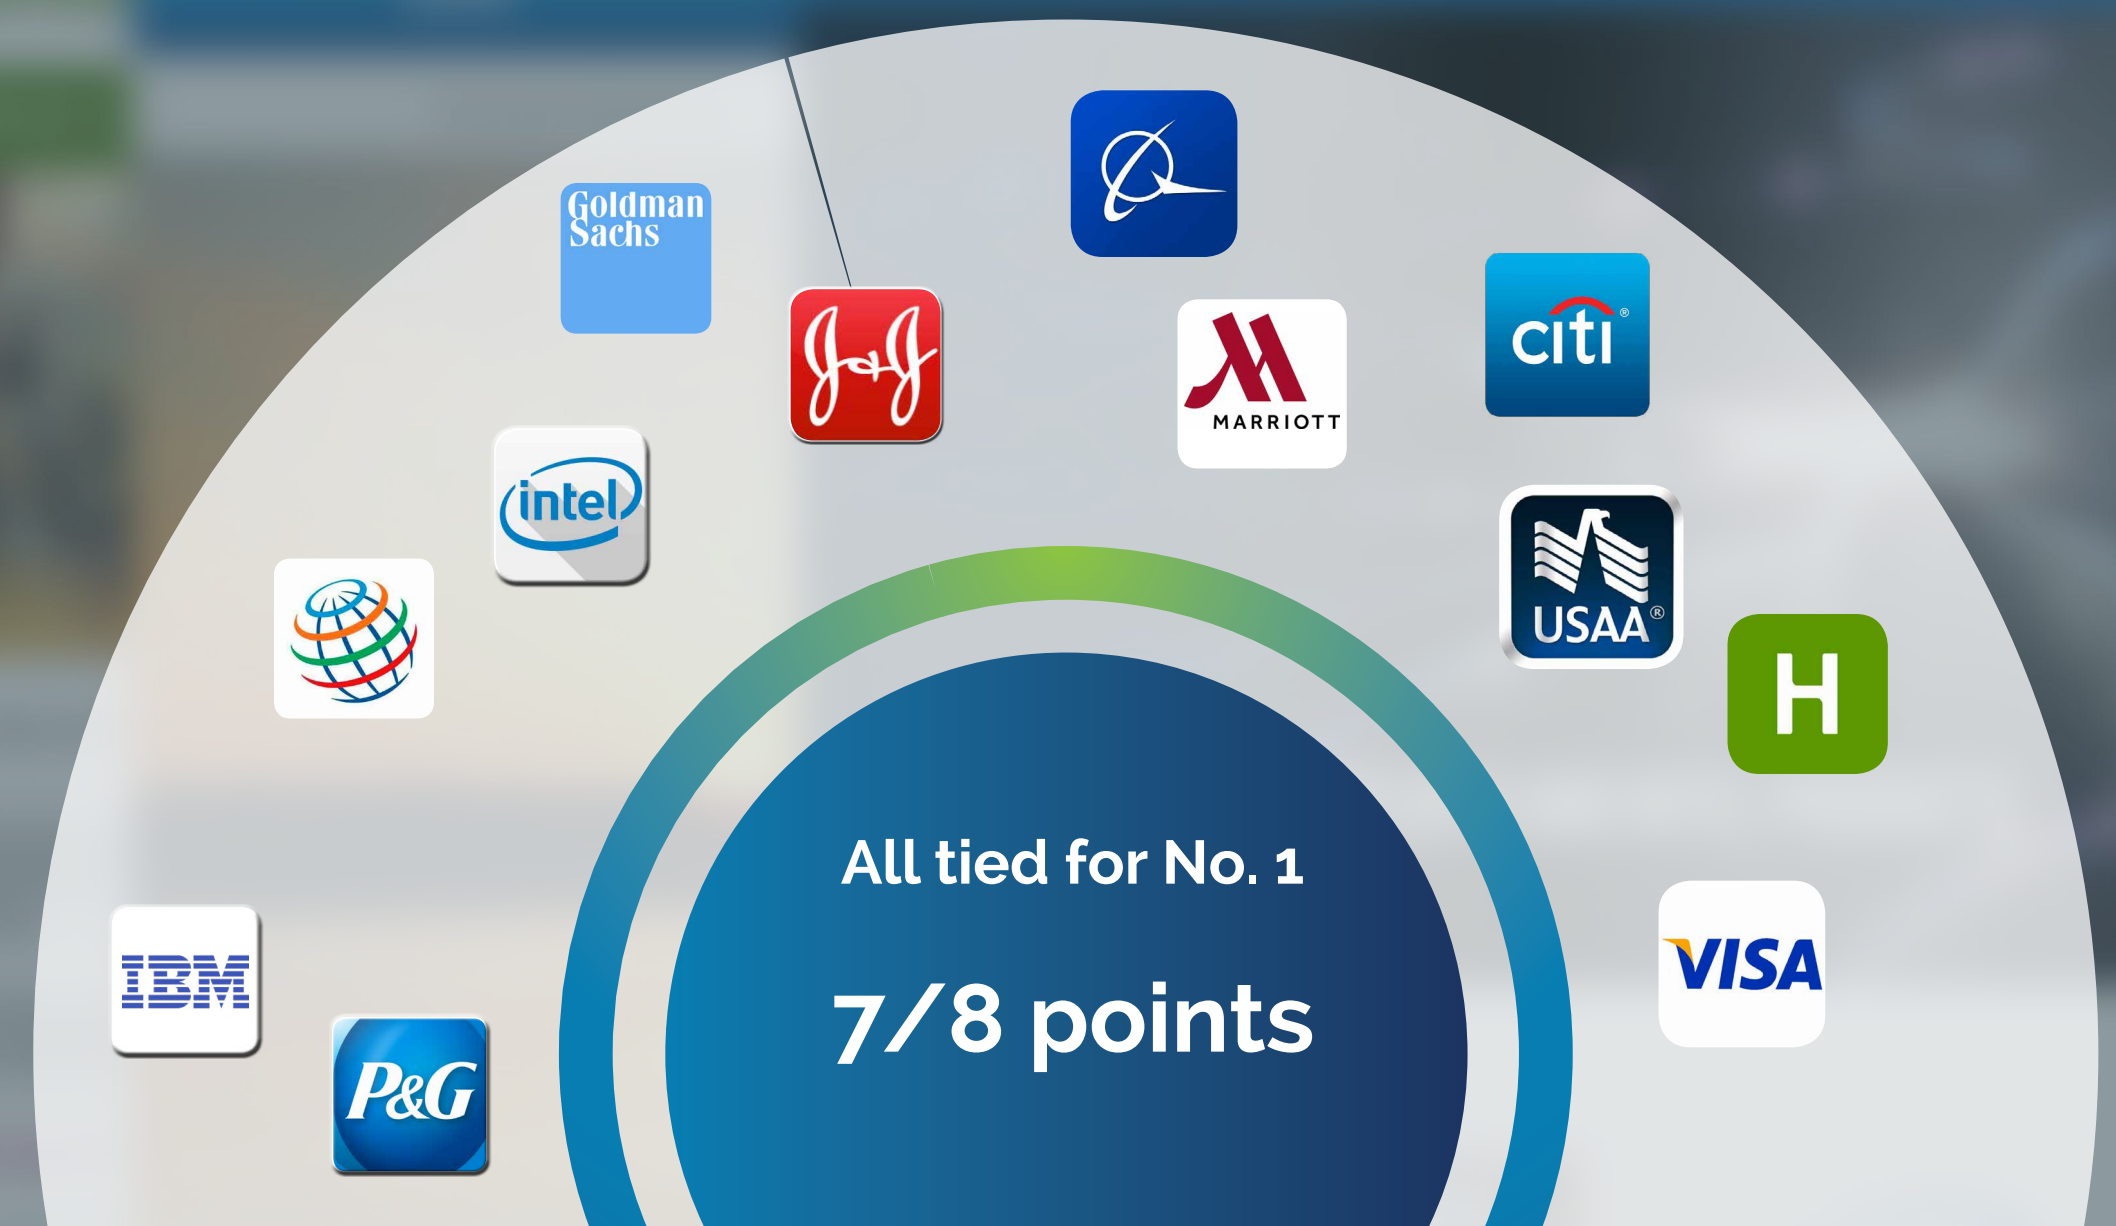 Goldman
Sachs
J&J
MARRIOTT
citi®
intel
USAA®
H
All tied for No. 1
7/8 points
IBM
P&G
VISA